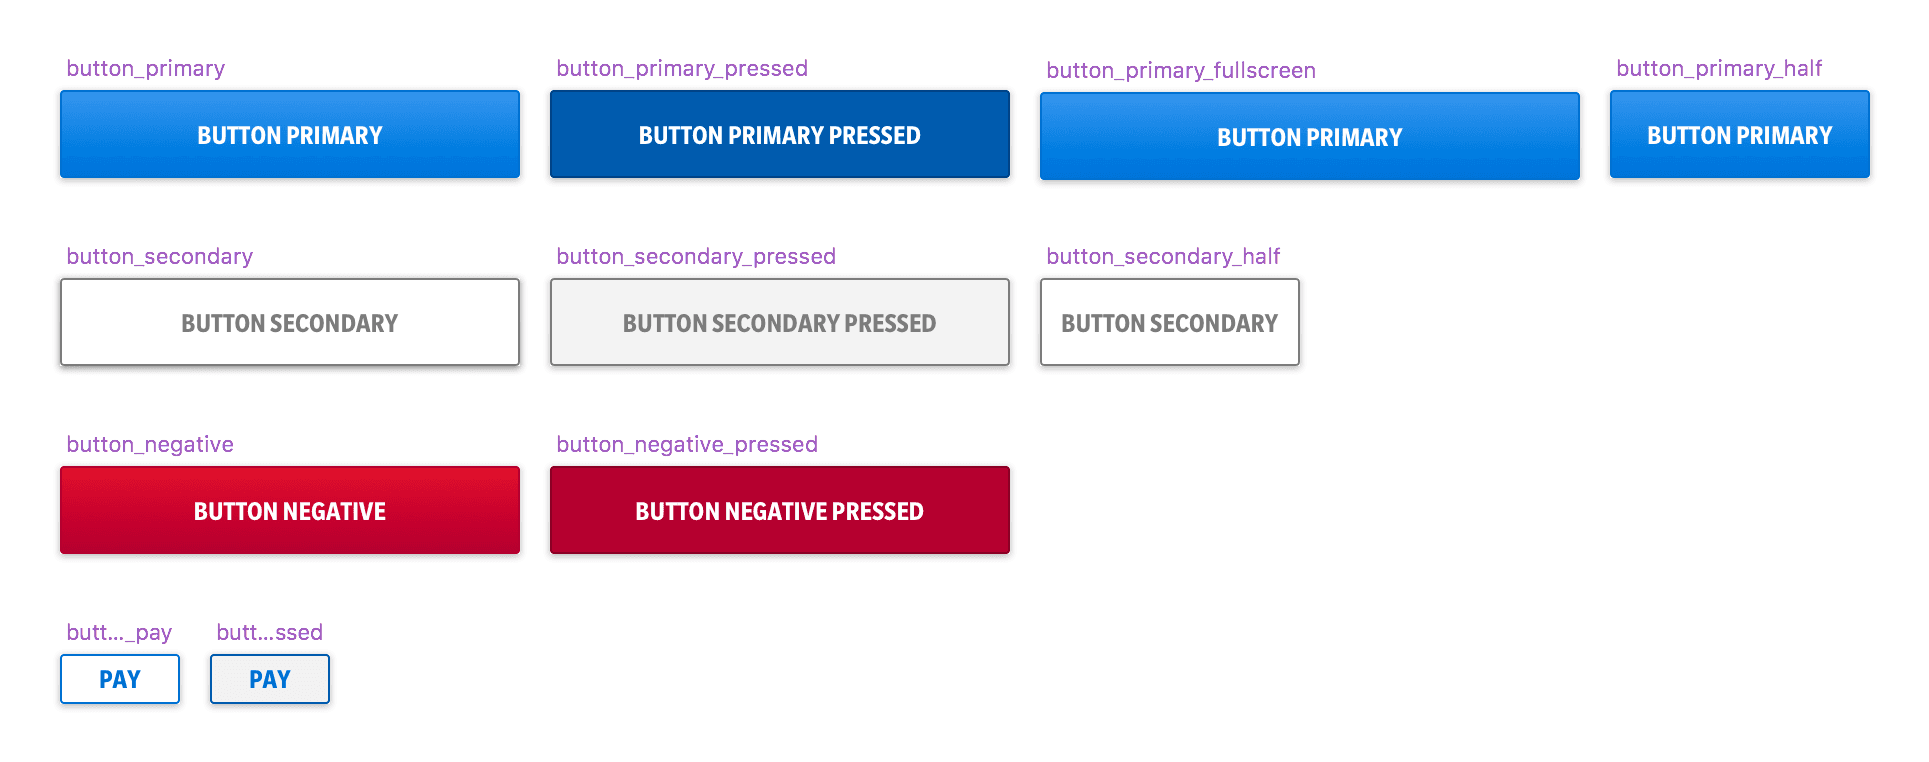 button_primary
button_primary_pressed
button_primary_fullscreen
button_primary_half
BUTTON PRIMARY
BUTTON PRIMARY PRESSED
BUTTON PRIMARY
BUTTON PRIMARY
button_secondary
button_secondary_pressed
button_secondary_half
BUTTON SECONDARY
BUTTON SECONDARY PRESSED
BUTTON SECONDARY
button_negative
button_negative_pressed
BUTTON NEGATIVE
BUTTON NEGATIVE PRESSED
butt..._pay
butt...ssed
PAY
PAY